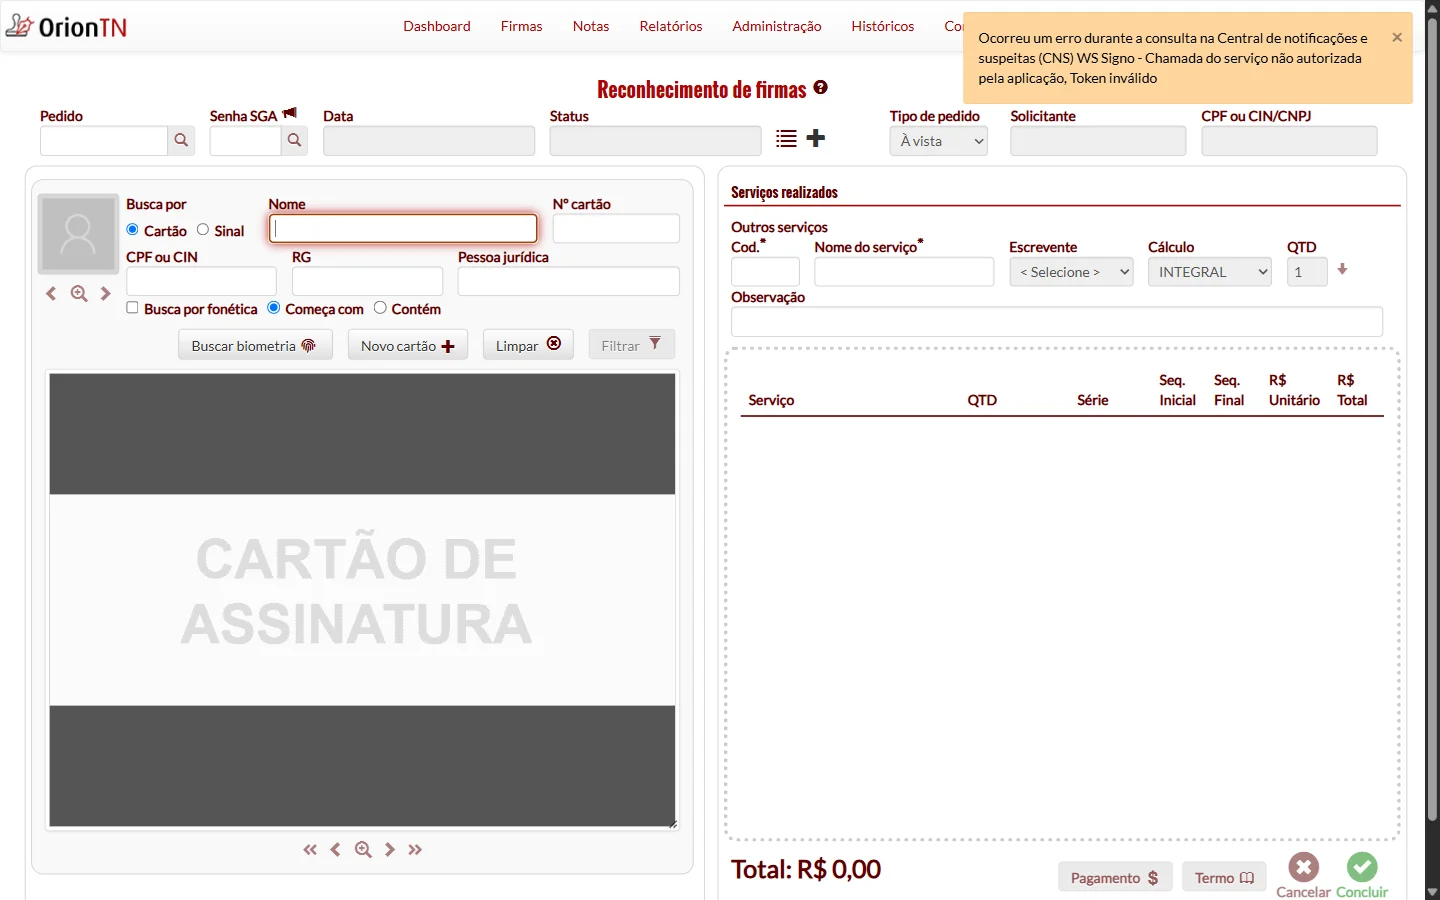 OrionTN
Dashboard
Firmas
Notas
Relatórios
Administração
Históricos
Ocorreu um erro durante a consulta na Central de notificações e
suspeitas (CNS) WS Signo - Chamada do serviço não autorizada
pela aplicação, Token inválido
×
Reconhecimento de firmas
Pedido
Senha SGA
Data
Status
Tipo de pedido
À vista
Solicitante
CPF ou CIN/CNPJ
Busca por
Cartão
Sinal
Nome
Nº cartão
CPF ou CIN
RG
Pessoa jurídica
Busca por fonética
Começa com
Contém
Buscar biometria
Novo cartão
Limpar
Filtrar
CARTÃO DE
ASSINATURA
Serviços realizados
Outros serviços
Cod.*
Nome do serviço*
Escrevente
< Selecione >
Cálculo
INTEGRAL
QTD
1
Observação
Serviço
QTD
Série
Seq.
Inicial
Seq.
Final
R$
Unitário
R$
Total
Total: R$ 0,00
Pagamento $
Termo
Cancelar
Concluir